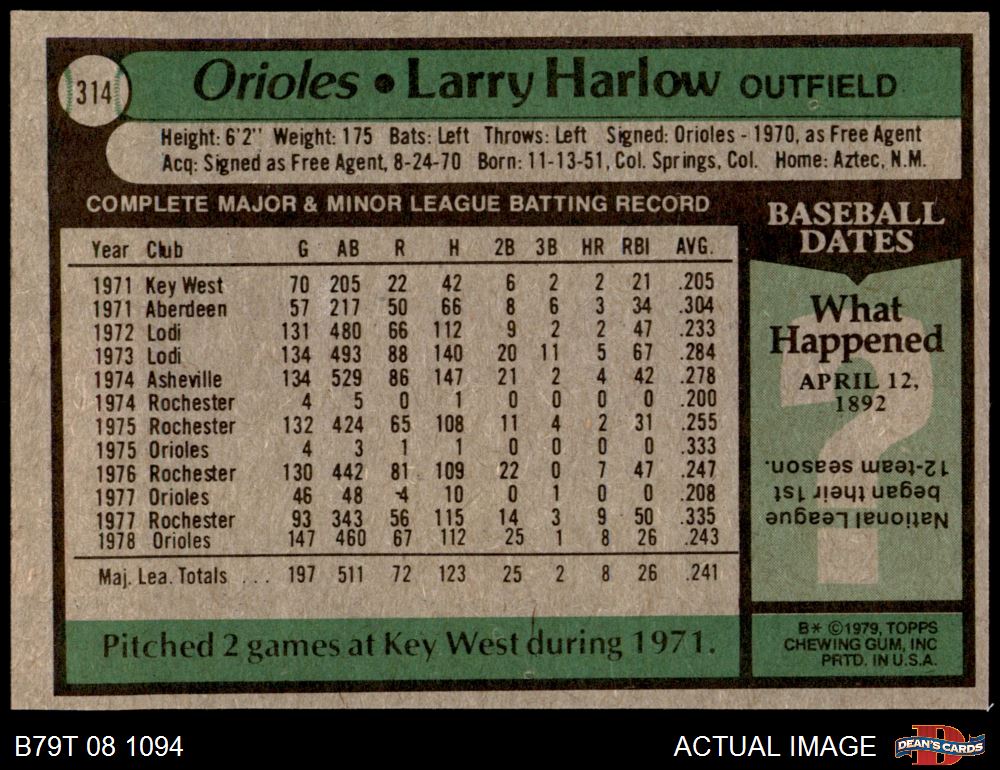 314
Orioles • Larry Harlow OUTFIELD
Height: 6'2" Weight: 175 Bats: Left Throws: Left Signed: Orioles - 1970, as Free Agent
Acq: Signed as Free Agent, 8-24-70 Born: 11-13-51, Col. Springs, Col. Home: Aztec, N.M.
COMPLETE MAJOR & MINOR LEAGUE BATTING RECORD
Year Club G AB R H 2B 3B HR RBI AVG.
1971 Key West 70 205 22 42 6 2 2 21 .205
1971 Aberdeen 57 217 50 66 8 6 3 34 .304
1972 Lodi 131 480 66 112 9 2 2 47 .233
1973 Lodi 134 493 88 140 20 11 5 67 .284
1974 Asheville 134 529 86 147 21 2 4 42 .278
1974 Rochester 4 5 0 1 0 0 0 0 .200
1975 Rochester 132 424 65 108 11 4 2 31 .255
1975 Orioles 4 3 1 1 0 0 0 0 .333
1976 Rochester 130 442 81 109 22 0 7 47 .247
1977 Orioles 46 48 4 10 0 1 0 0 .208
1977 Rochester 93 343 56 115 14 3 9 50 .335
1978 Orioles 147 460 67 112 25 1 8 26 .243
Maj. Lea. Totals ... 197 511 72 123 25 2 8 26 .241
Pitched 2 games at Key West during 1971.
BASEBALL
DATES
What
Happened
APRIL 12,
1892
?
National League
began their 1st
12-team season.
B* ©1979, TOPPS
CHEWING GUM, INC
PRTD. IN U.S.A.
B79T 08 1094
ACTUAL IMAGE
D
DEAN'S CARDS